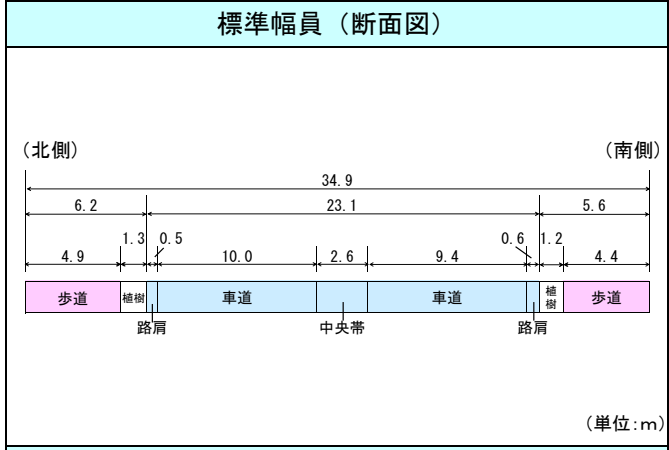 標準幅員（断面図）
（北側）
（南側）
34.9
6.2
23.1
5.6
4.9
1.3
0.5
10.0
2.6
9.4
0.6
1.2
4.4
歩道
植樹
車道
車道
植樹
歩道
路肩
中央帯
路肩
（単位:m）